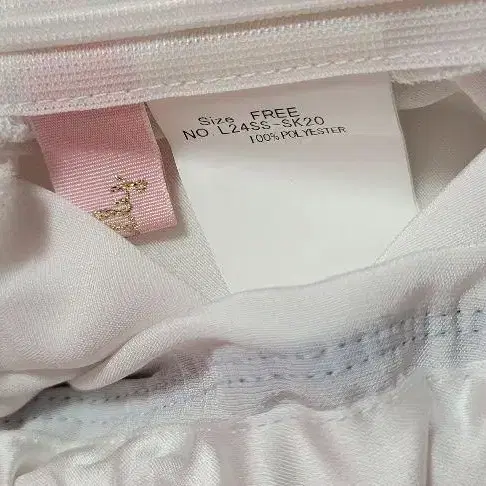 Size FREE
NO L24SS-SK20
100% POLYESTER